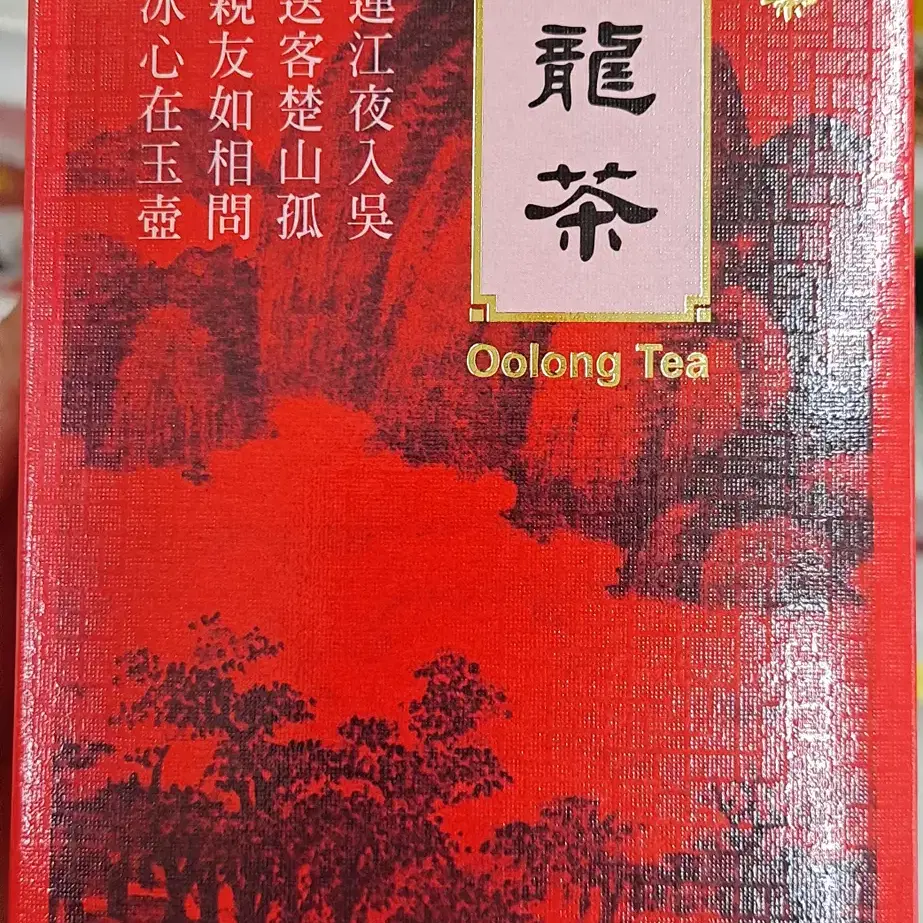 龍茶
Oolong Tea
連江夜入吳
送客楚山孤
親友如相問
冰心在玉壺